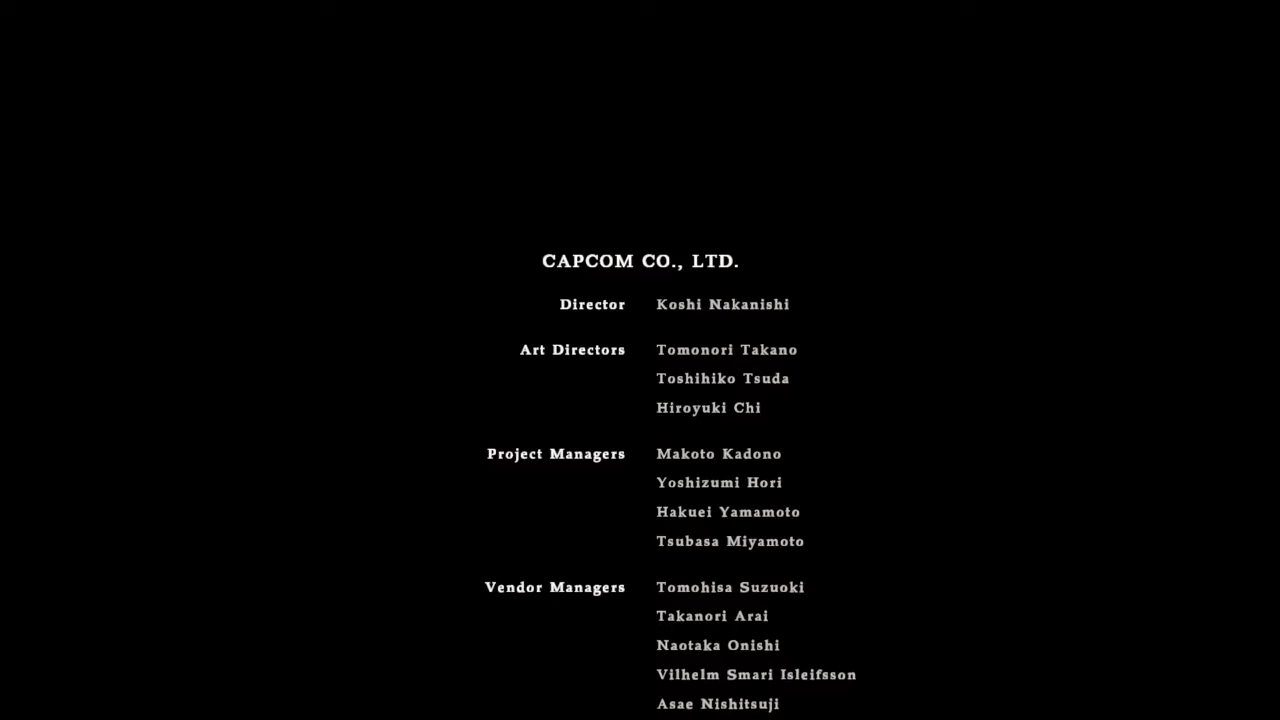 CAPCOM CO., LTD.
Director Koshi Nakanishi
Art Directors Tomonori Takano
Toshihiko Tsuda
Hiroyuki Chi
Project Managers Makoto Kadono
Yoshizumi Hori
Hakuei Yamamoto
Tsubasa Miyamoto
Vendor Managers Tomohisa Suzuoki
Takanori Arai
Naotaka Onishi
Vilhelm Smari Isleifsson
Asae Nishitsuji